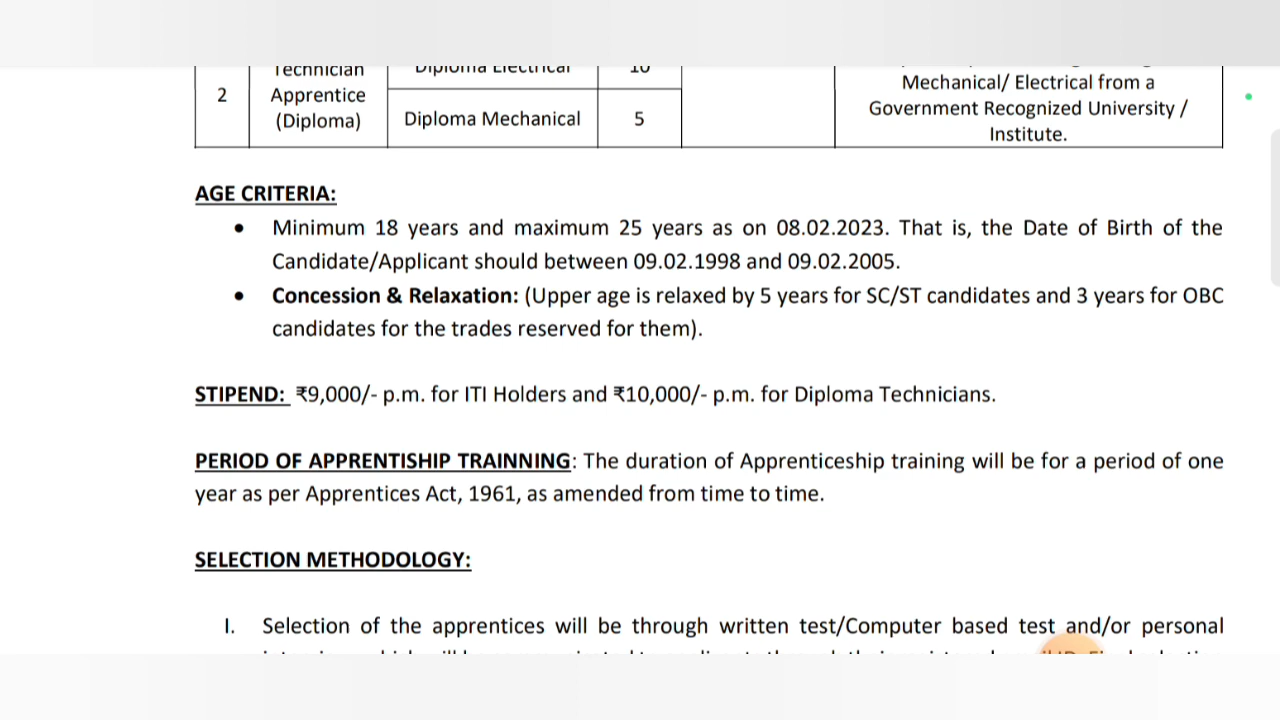 Technician
Diploma Electrical
10
2
Apprentice
(Diploma)
Diploma Mechanical
5
Mechanical/ Electrical from a
Government Recognized University /
Institute.
AGE CRITERIA:
• Minimum 18 years and maximum 25 years as on 08.02.2023. That is, the Date of Birth of the
Candidate/Applicant should between 09.02.1998 and 09.02.2005.
• Concession & Relaxation: (Upper age is relaxed by 5 years for SC/ST candidates and 3 years for OBC
candidates for the trades reserved for them).
STIPEND: ₹9,000/- p.m. for ITI Holders and ₹10,000/- p.m. for Diploma Technicians.
PERIOD OF APPRENTISHIP TRAINNING: The duration of Apprenticeship training will be for a period of one
year as per Apprentices Act, 1961, as amended from time to time.
SELECTION METHODOLOGY:
I. Selection of the apprentices will be through written test/Computer based test and/or personal